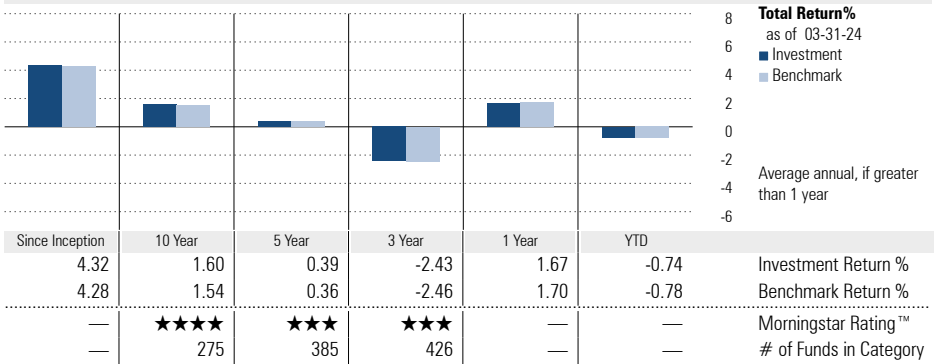 8
6
4
2
0
-2
-4
-6
Total Return%
as of 03-31-24
Investment
Benchmark
Average annual, if greater
than 1 year
Since Inception 10 Year 5 Year 3 Year 1 Year YTD
4.32 1.60 0.39 -2.43 1.67 -0.74 Investment Return %
4.28 1.54 0.36 -2.46 1.70 -0.78 Benchmark Return %
— ★★★★ ★★★ ★★★ — — Morningstar Rating™
— 275 385 426 — — # of Funds in Category